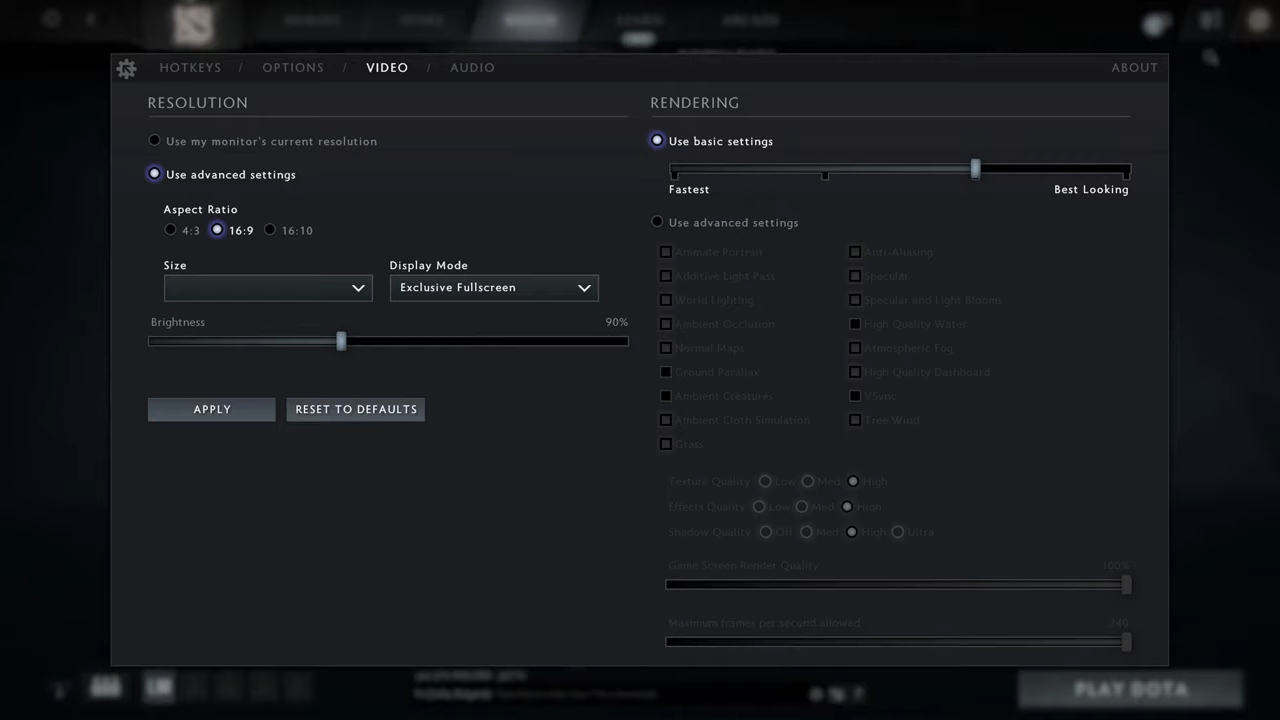 HOTKEYS / OPTIONS / VIDEO / AUDIO ABOUT
RESOLUTION
Use my monitor's current resolution
Use advanced settings
Aspect Ratio
4:3 16:9 16:10
Size Display Mode
Exclusive Fullscreen
Brightness 90%
APPLY RESET TO DEFAULTS
RENDERING
Use basic settings
Fastest Best Looking
Use advanced settings
Animate Portrait Anti-Aliasing
Additive Light Pass Specular
World Lighting Specular and Light Blooms
Ambient Occlusion High Quality Water
Normal Maps Atmospheric Fog
Ground Parallax High Quality Dashboard
Ambient Creatures VSync
Ambient Cloth Simulation Tree Wind
Grass
Texture Quality Low Med High
Effects Quality Low Med High
Shadow Quality Off Med High Ultra
Game Screen Render Quality 100%
Maximum frames per second allowed 240
PLAY DOTA